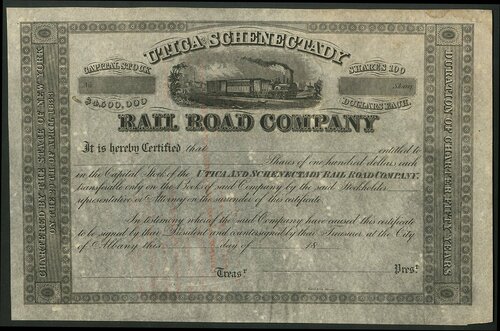 UTICA SCHENECTADY
CAPITAL STOCK
SHARES 100
No
Shares
DOLLARS EACH.
RAIL ROAD COMPANY
It is hereby Certified that entitled to
Shares of one hundred dollars each
in the Capital Stock of the UTICA AND SCHENECTADY RAIL ROAD COMPANY,
transferable only on the Books of said Company by the said Stockholder
representative or Attorney on the surrender of this certificate
In testimony whereof the said Company have caused this certificate
to be signed by their President and countersigned by their Treasurer at the City
of Albany this day of 18
Treasr. Prest.
CHARTERED BY THE STATE OF NEW YORK
DURATION OF CHARTER FIFTY YEARS